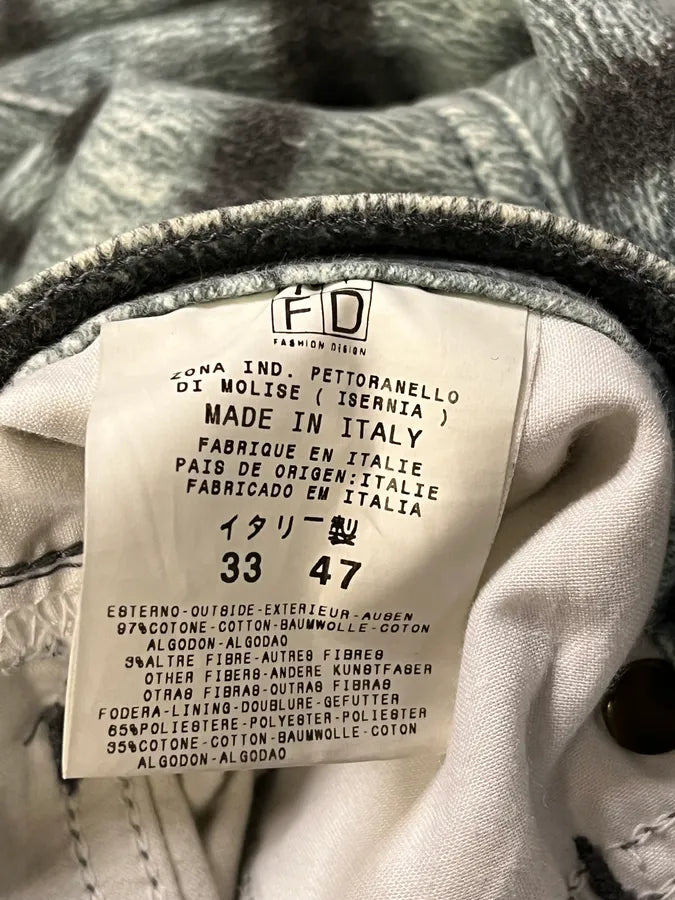 FD
FASHION DESIGN
ZONA IND. PETTORANELLO
DI MOLISE ( ISERNIA )
MADE IN ITALY
FABRIQUE EN ITALIE
PAIS DE ORIGEN:ITALIE
FABRICADO EM ITALIA
イタリー製
33 47
ESTERNO-OUTSIDE-EXTERIEUR-AUSEN
97%COTONE-COTTON-BAUMWOLLE-COTON
ALGODON-ALGODAO
3%ALTRE FIBRE-AUTRES FIBRES
OTHER FIBERS-ANDERE KUNSTFASER
OTRAS FIBRAS-OUTRAS FIBRAS
FODERA-LINING-DOUBLURE-GEFUTTER
65%POLIESTERE-POLYESTER-POLIESTER
35%COTONE-COTTON-BAUMWOLLE-COTON
ALGODON-ALGODAO